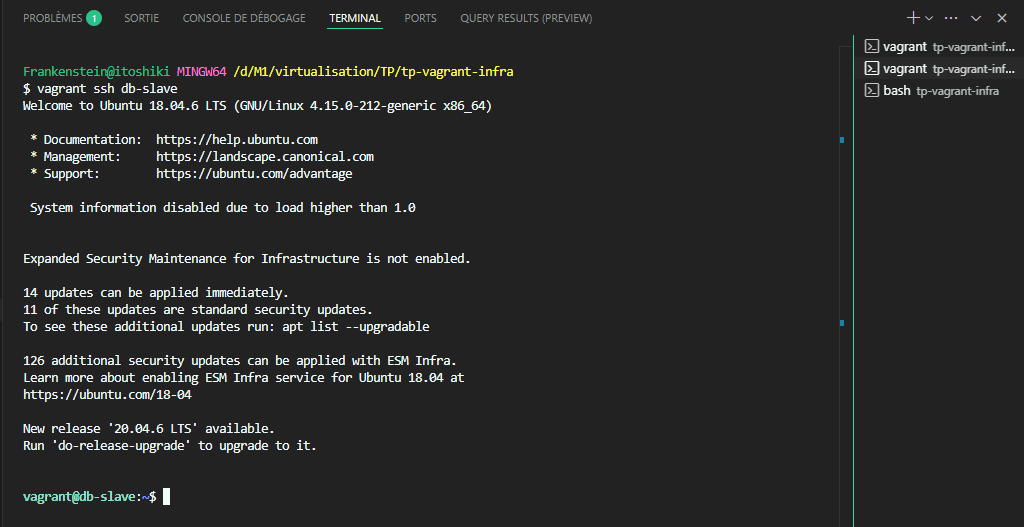 PROBLÈMES 1 SORTIE CONSOLE DE DÉBOGAGE TERMINAL PORTS QUERY RESULTS (PREVIEW)
Frankenstein@itoshiki MINGW64 /d/M1/virtualisation/TP/tp-vagrant-infra
$ vagrant ssh db-slave
Welcome to Ubuntu 18.04.6 LTS (GNU/Linux 4.15.0-212-generic x86_64)
* Documentation: https://help.ubuntu.com
* Management: https://landscape.canonical.com
* Support: https://ubuntu.com/advantage
System information disabled due to load higher than 1.0
Expanded Security Maintenance for Infrastructure is not enabled.
14 updates can be applied immediately.
11 of these updates are standard security updates.
To see these additional updates run: apt list --upgradable
126 additional security updates can be applied with ESM Infra.
Learn more about enabling ESM Infra service for Ubuntu 18.04 at
https://ubuntu.com/18-04
New release '20.04.6 LTS' available.
Run 'do-release-upgrade' to upgrade to it.
vagrant@db-slave:~$
vagrant tp-vagrant-inf...
vagrant tp-vagrant-inf...
bash tp-vagrant-infra